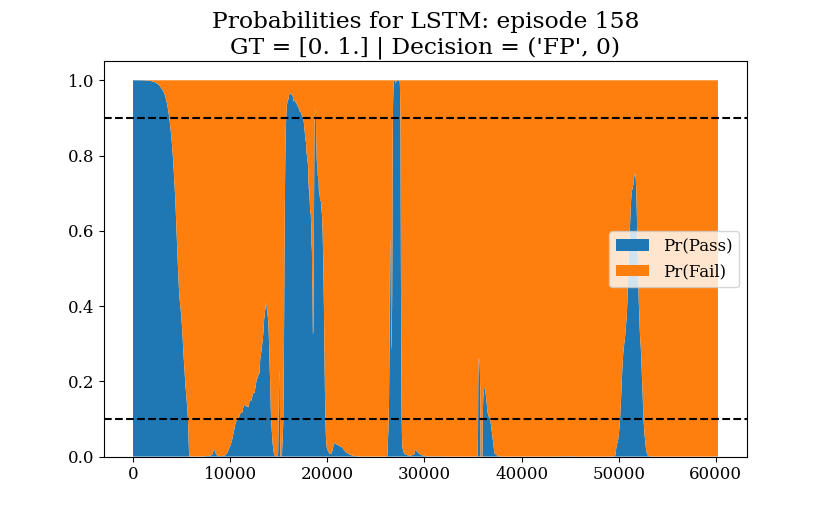 Probabilities for LSTM: episode 158
GT = [0. 1.] | Decision = ('FP', 0)
1.0
0.8
0.6
0.4
0.2
0.0
Pr(Pass)
Pr(Fail)
0 10000 20000 30000 40000 50000 60000